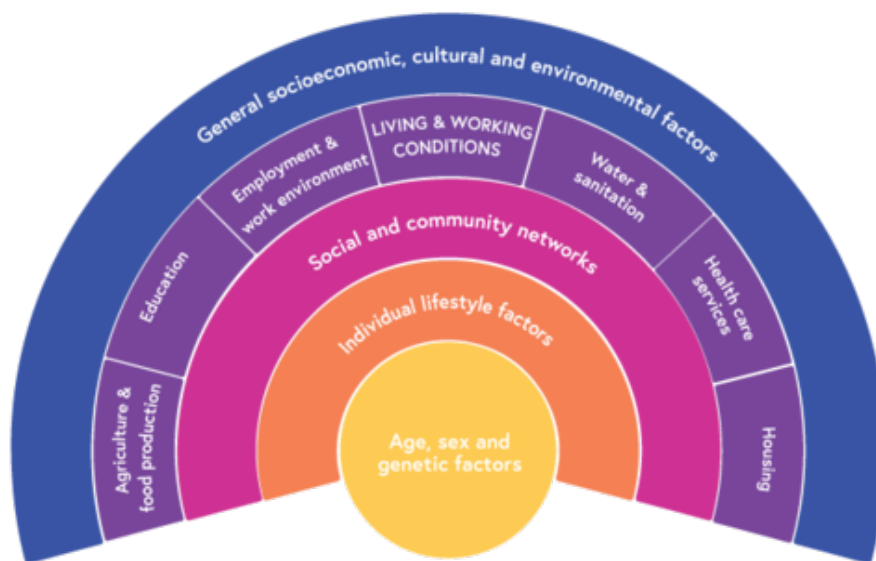 General socioeconomic, cultural and environmental factors
Agriculture &
food production
Education
Employment &
work environment
LIVING & WORKING
CONDITIONS
Water &
sanitation
Health care
services
Housing
Social and community networks
Individual lifestyle factors
Age, sex and
genetic factors